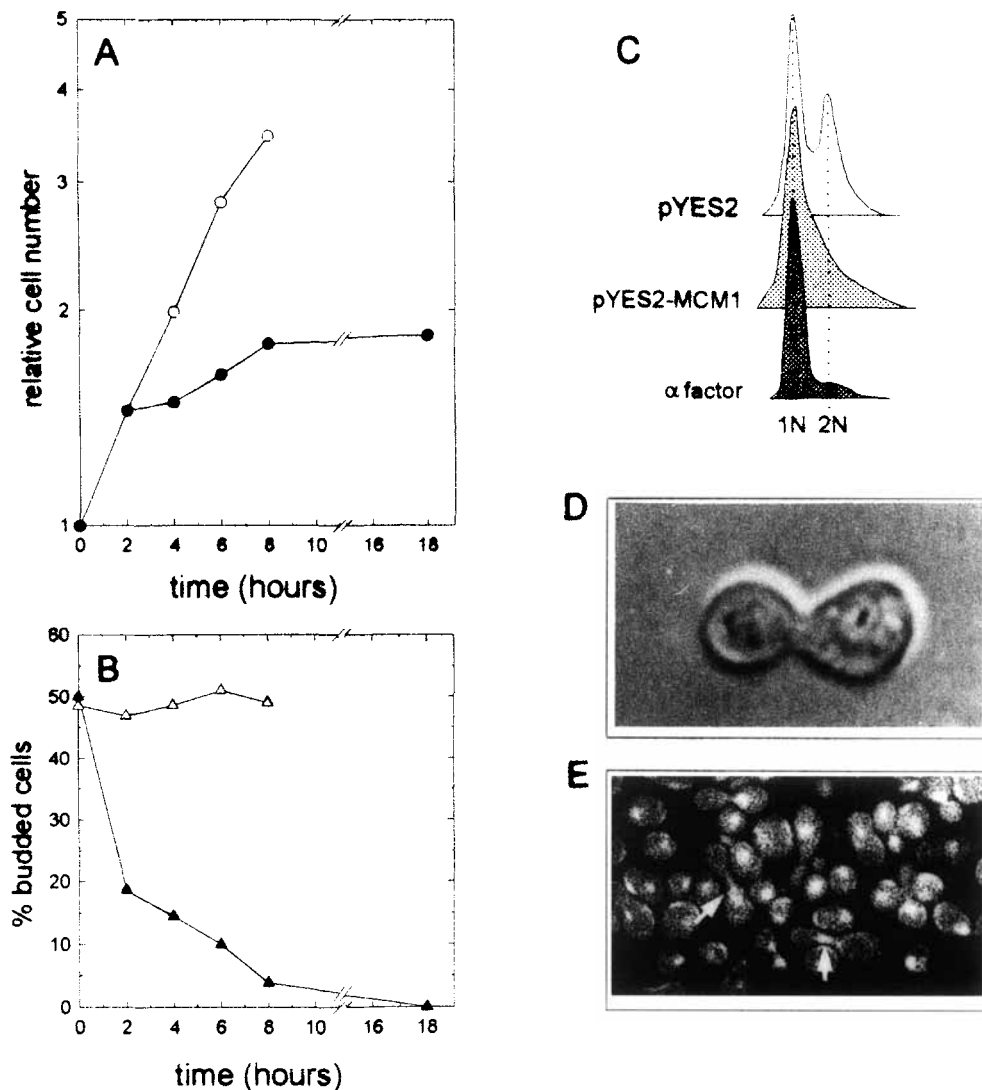 A
5
4
3
2
1
relative cell number
0 2 4 6 8 10 16 18
time (hours)
B
60
50
40
30
20
10
0
% budded cells
0 2 4 6 8 10 16 18
time (hours)
C
pYES2
pYES2-MCM1
α factor
1N 2N
D
E